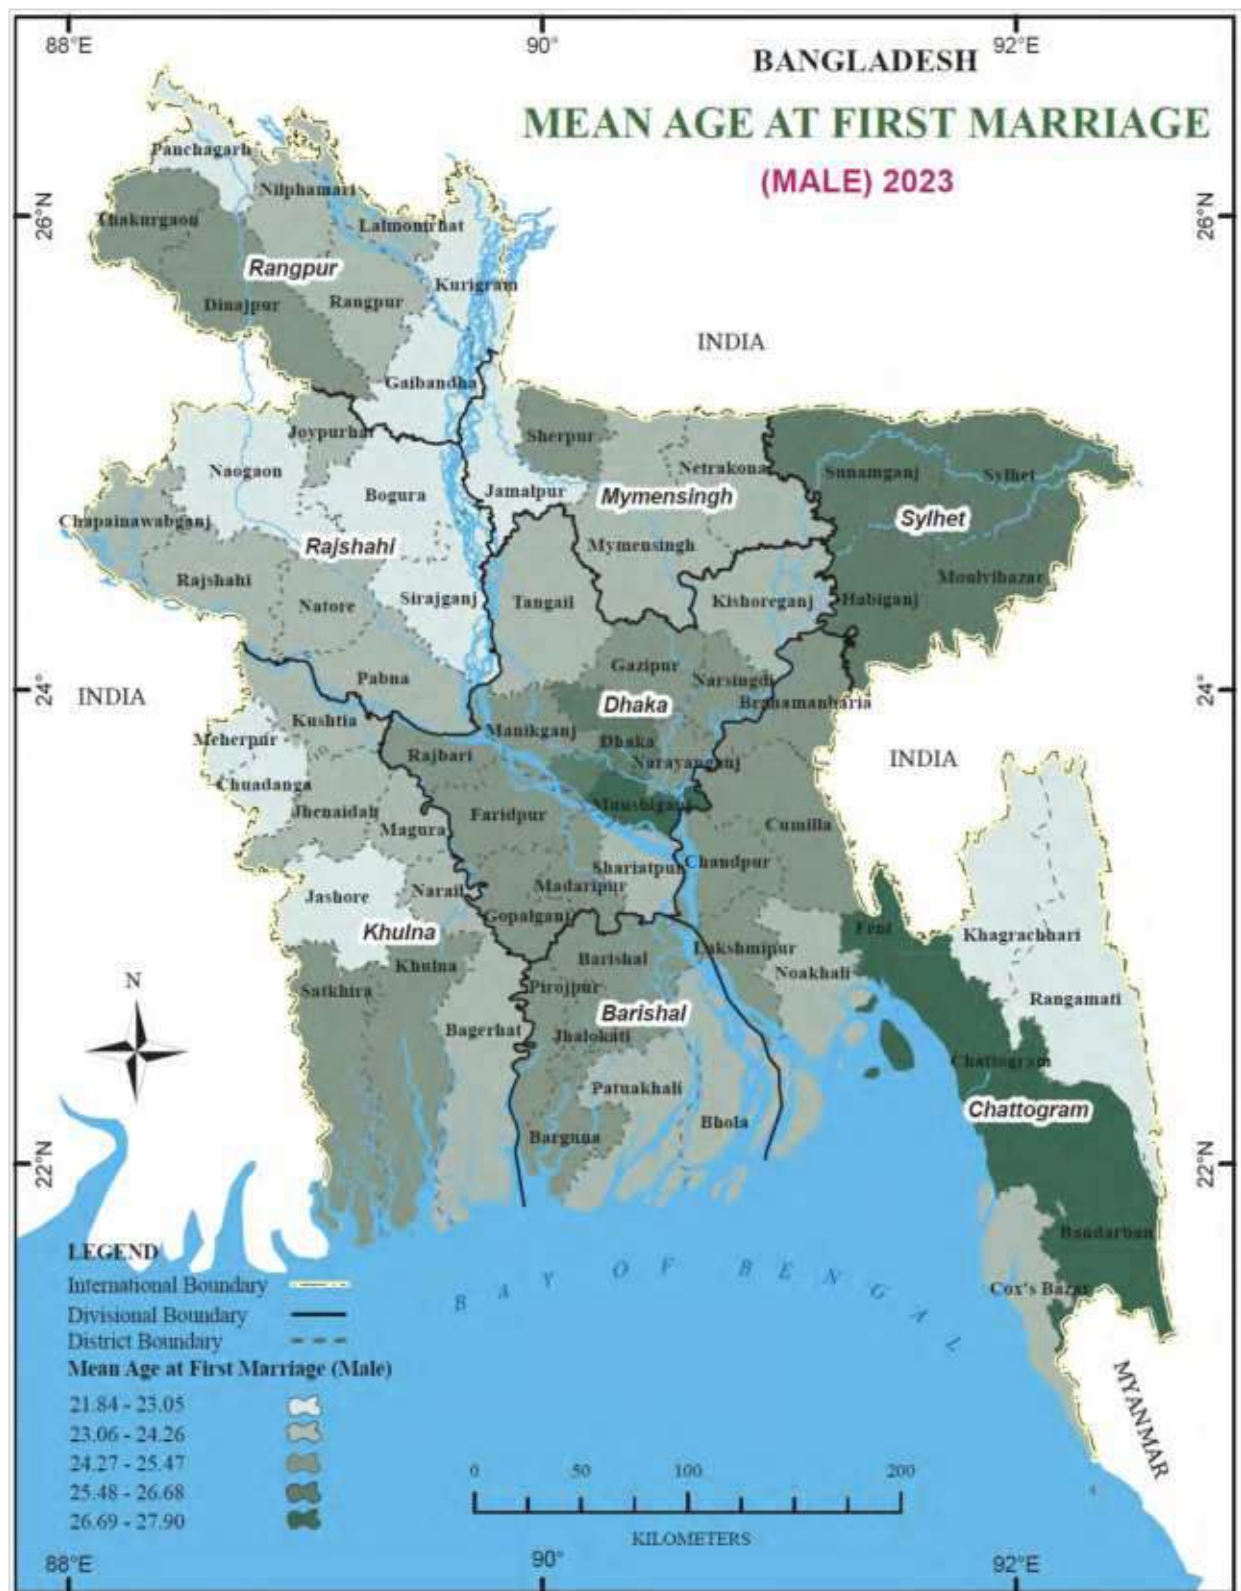 88°E 90° 92°E
BANGLADESH
MEAN AGE AT FIRST MARRIAGE
(MALE) 2023
26°N
26°N
Panchagarh
Nilphamari
Thakurgaon
Lalmonirhat
Rangpur
Kurigram
Dinajpur
Rangpur
INDIA
Gaibandha
Joypurhat
Sherpur
Naogaon
Netrakona
Sunamganj
Sylhet
Bogura
Jamalpur
Mymensingh
Chapainawabganj
Sylhet
Rajshahi
Mymensingh
Rajshahi
Moulvibazar
Natore
Sirajganj
Tangail
Kishoreganj
Habiganj
Gazipur
Pabna
Narsingdi
24°
INDIA
24°
Dhaka
Brahamanbaria
Kushtia
Manikganj
Meherpur
Dhaka
Rajbari
Narayanganj
INDIA
Chuadanga
Munshiganj
Jhenaidah
Faridpur
Magura
Cumilla
Shariatpur
Chandpur
Narail
Madaripur
Jashore
Gopalganj
Khulna
Feni
Khagrachhari
Lakshmipur
Barishal
Khulna
Noakhali
N
Satkhira
Pirojpur
Rangamati
Barishal
Bagerhat
Jhalokati
Chattogram
Patuakhali
Chattogram
Bhola
Barguna
22°N
22°N
Bandarban
BAY OF BENGAL
Cox's Bazar
MYANMAR
LEGEND
International Boundary
Divisional Boundary
District Boundary
Mean Age at First Marriage (Male)
21.84 - 23.05
23.06 - 24.26
24.27 - 25.47
25.48 - 26.68
26.69 - 27.90
0 50 100 200
KILOMETERS
88°E 90° 92°E